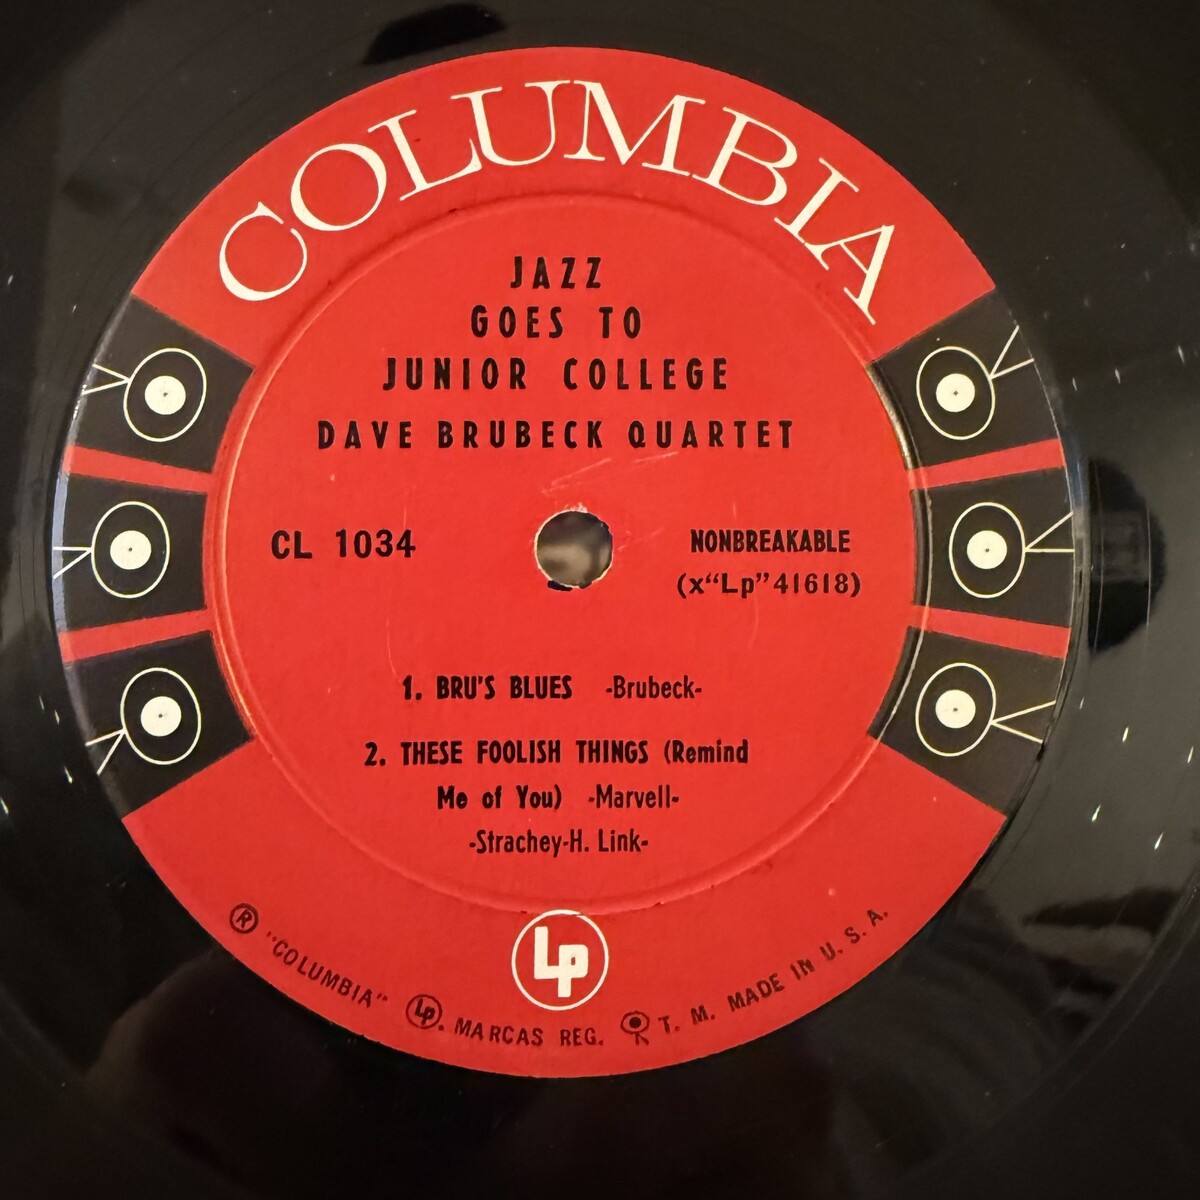 COLUMBIA
JAZZ
GOES TO
JUNIOR COLLEGE
DAVE BRUBECK QUARTET
CL 1034
NONBREAKABLE
(x“Lp”41618)
1. BRU'S BLUES -Brubeck-
2. THESE FOOLISH THINGS (Remind
Me of You) -Marvell-
-Strachey-H. Link-
Lp
® "COLUMBIA" Lp. MARCAS REG. T. M. MADE IN U. S. A.